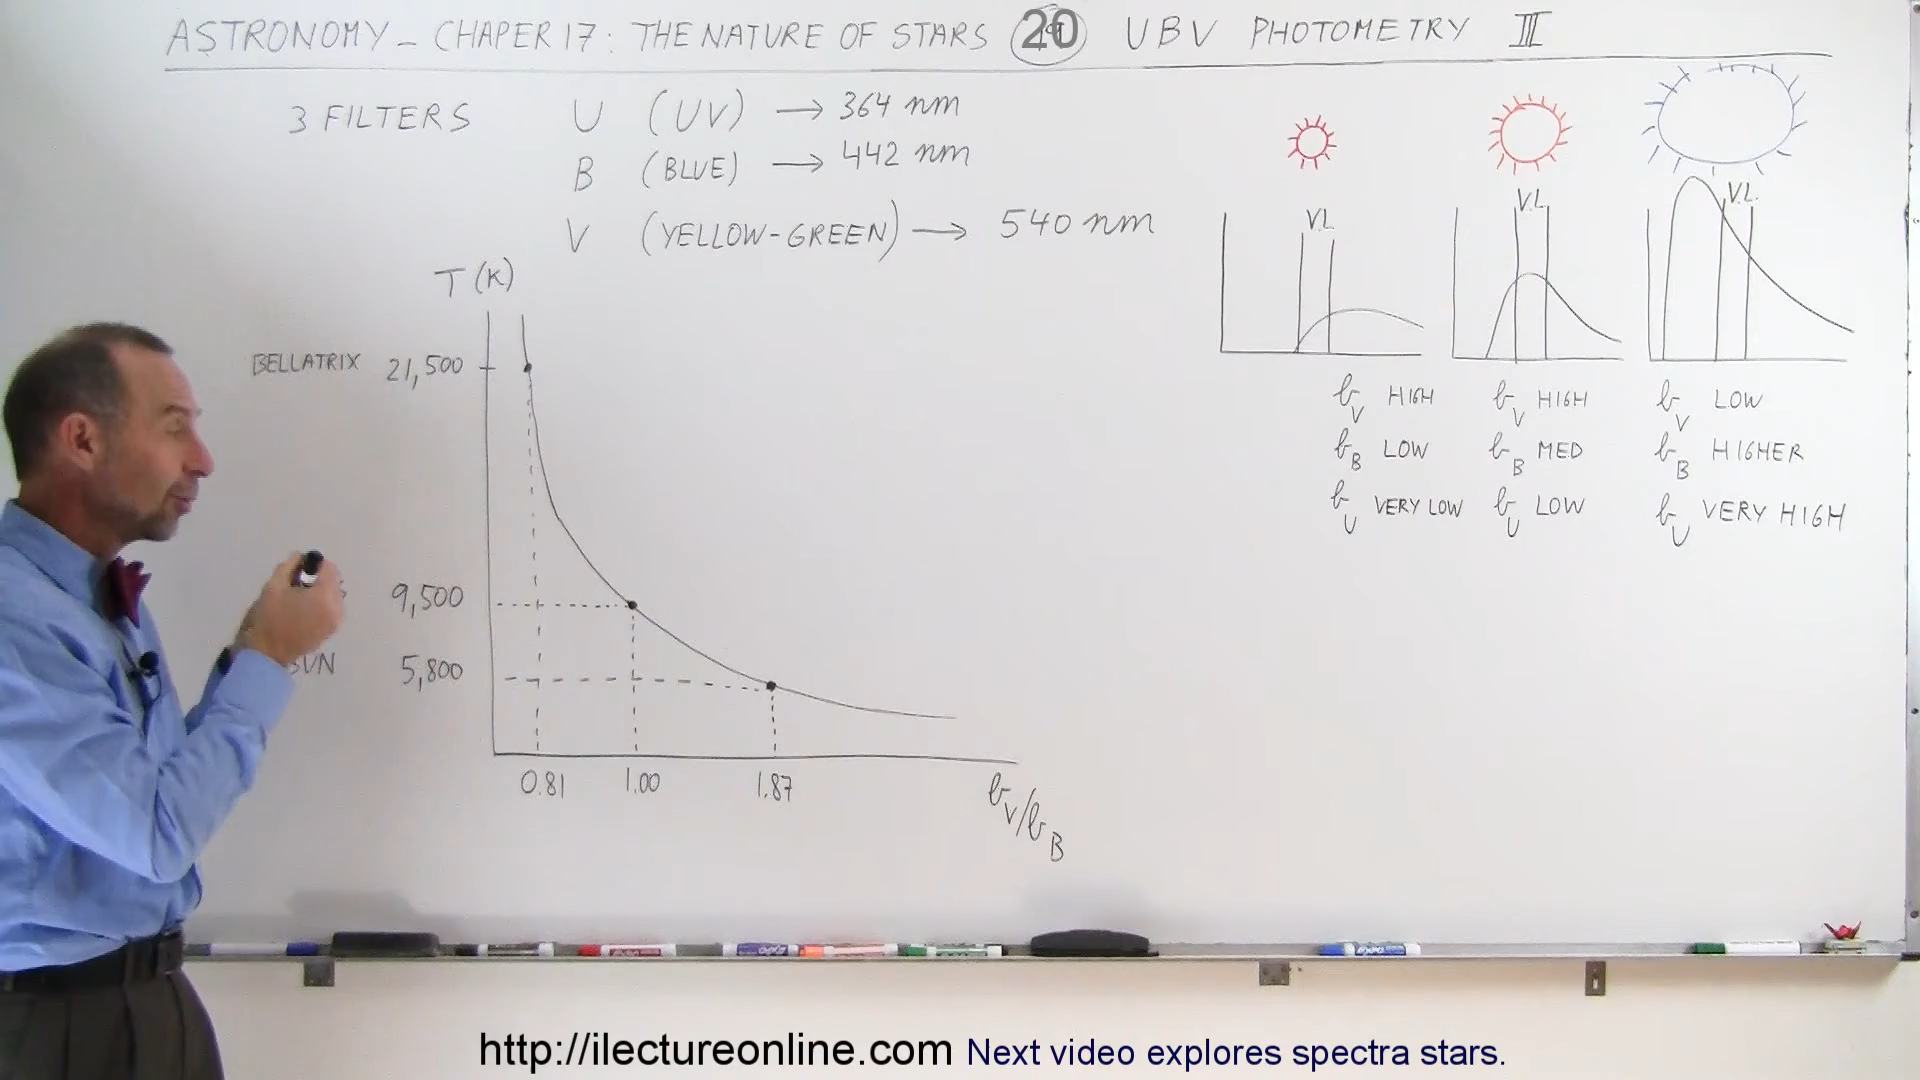 ASTRONOMY - CHAPER 17: THE NATURE OF STARS 20 UBV PHOTOMETRY III
3 FILTERS U (UV) → 364 nm
B (BLUE) → 442 nm
V (YELLOW-GREEN) → 540 nm
V.L. V.L. V.L.
T (K)
BELLATRIX 21,500
9,500
SUN 5,800
0.81 1.00 1.87
bV/bB
bV HIGH bV HIGH bV LOW
bB LOW bB MED bB HIGHER
bU VERY LOW bU LOW bU VERY HIGH
http://ilectureonline.com Next video explores spectra stars.